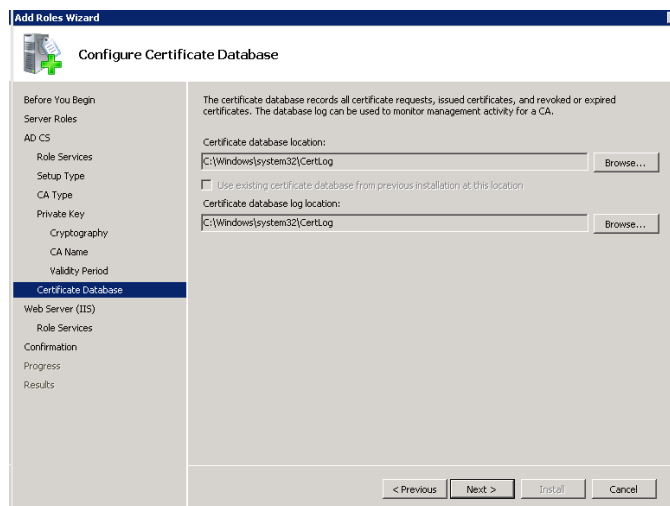 Add Roles Wizard
Configure Certificate Database
Before You Begin
Server Roles
AD CS
Role Services
Setup Type
CA Type
Private Key
Cryptography
CA Name
Validity Period
Certificate Database
Web Server (IIS)
Role Services
Confirmation
Progress
Results
The certificate database records all certificate requests, issued certificates, and revoked or expired
certificates. The database log can be used to monitor management activity for a CA.
Certificate database location:
C:\Windows\system32\CertLog
Browse...
Use existing certificate database from previous installation at this location
Certificate database log location:
C:\Windows\system32\CertLog
Browse...
< Previous
Next >
Install
Cancel